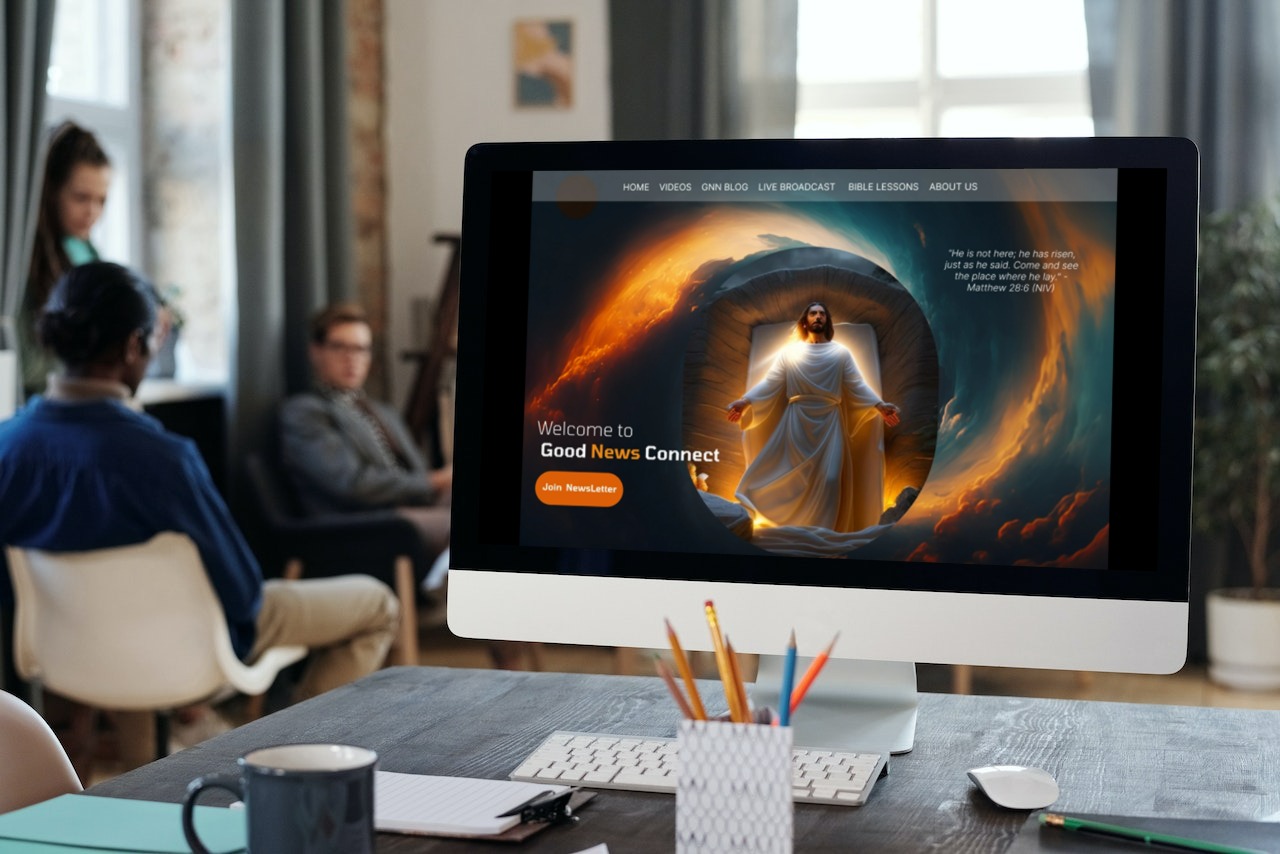 HOME VIDEOS GNN BLOG LIVE BROADCAST BIBLE LESSONS ABOUT US
"He is not here; he has risen,
just as he said. Come and see
the place where he lay." -
Matthew 28:6 (NIV)
Welcome to
Good News Connect
Join NewsLetter